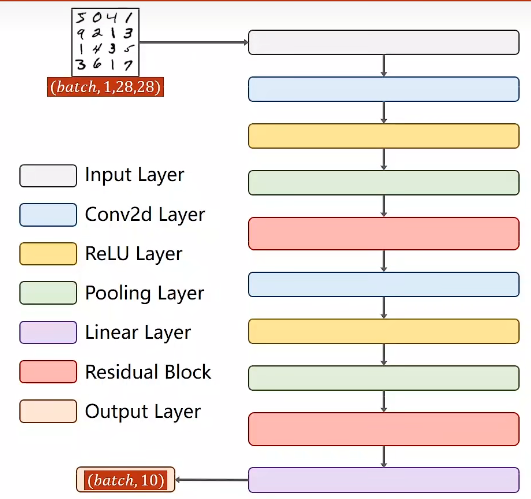 5 0 4 1
9 2 1 3
1 4 3 5
3 6 1 7
(batch, 1,28,28)
Input Layer
Conv2d Layer
ReLU Layer
Pooling Layer
Linear Layer
Residual Block
Output Layer
(batch, 10)